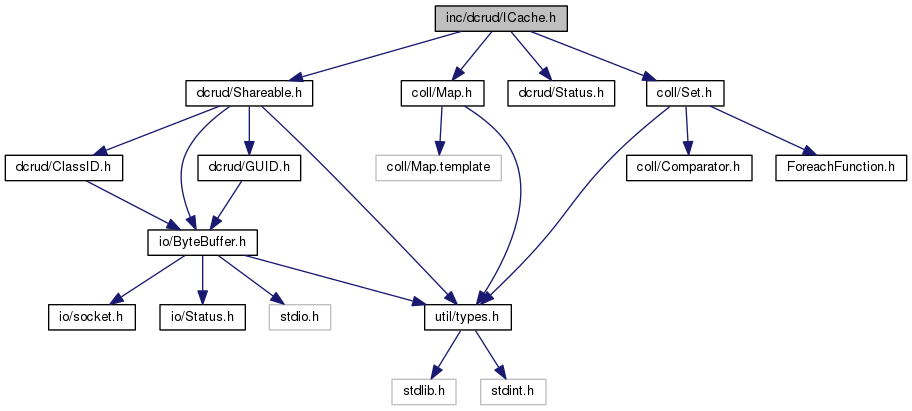 inc/dcrud/ICache.h
dcrud/Shareable.h
coll/Map.h
dcrud/Status.h
coll/Set.h
dcrud/ClassID.h
dcrud/GUID.h
coll/Map.template
coll/Comparator.h
ForeachFunction.h
io/ByteBuffer.h
io/socket.h
io/Status.h
stdio.h
util/types.h
stdlib.h
stdint.h